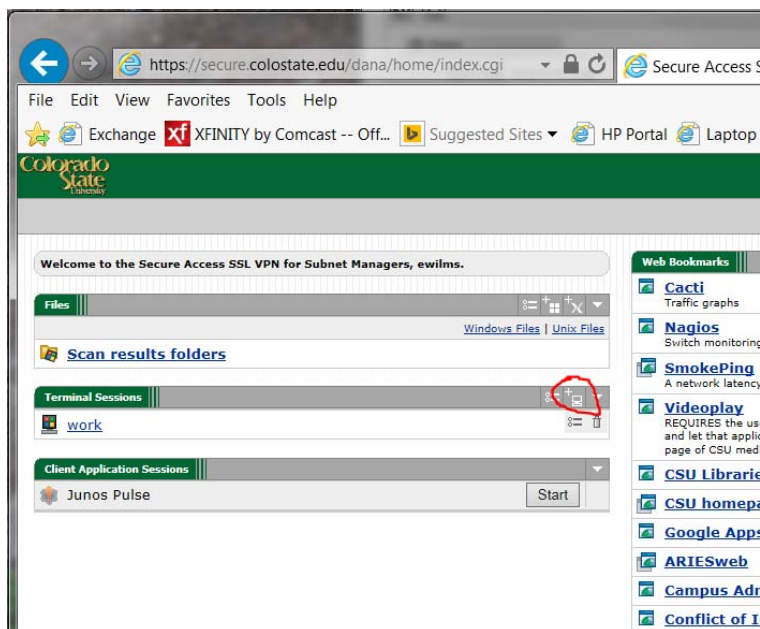 https://secure.colostate.edu/dana/home/index.cgi
Secure Access S
File Edit View Favorites Tools Help
Exchange xf XFINITY by Comcast -- Off... Suggested Sites HP Portal Laptop
Colorado
State
University
Welcome to the Secure Access SSL VPN for Subnet Managers, ewilms.
Files
Windows Files | Unix Files
Scan results folders
Terminal Sessions
work
Client Application Sessions
Junos Pulse Start
Web Bookmarks
Cacti
Traffic graphs
Nagios
Switch monitoring
SmokePing
A network latency
Videoplay
REQUIRES the us
and let that appli
page of CSU med
CSU Librarie
CSU homepa
Google Apps
ARIESweb
Campus Adr
Conflict of I